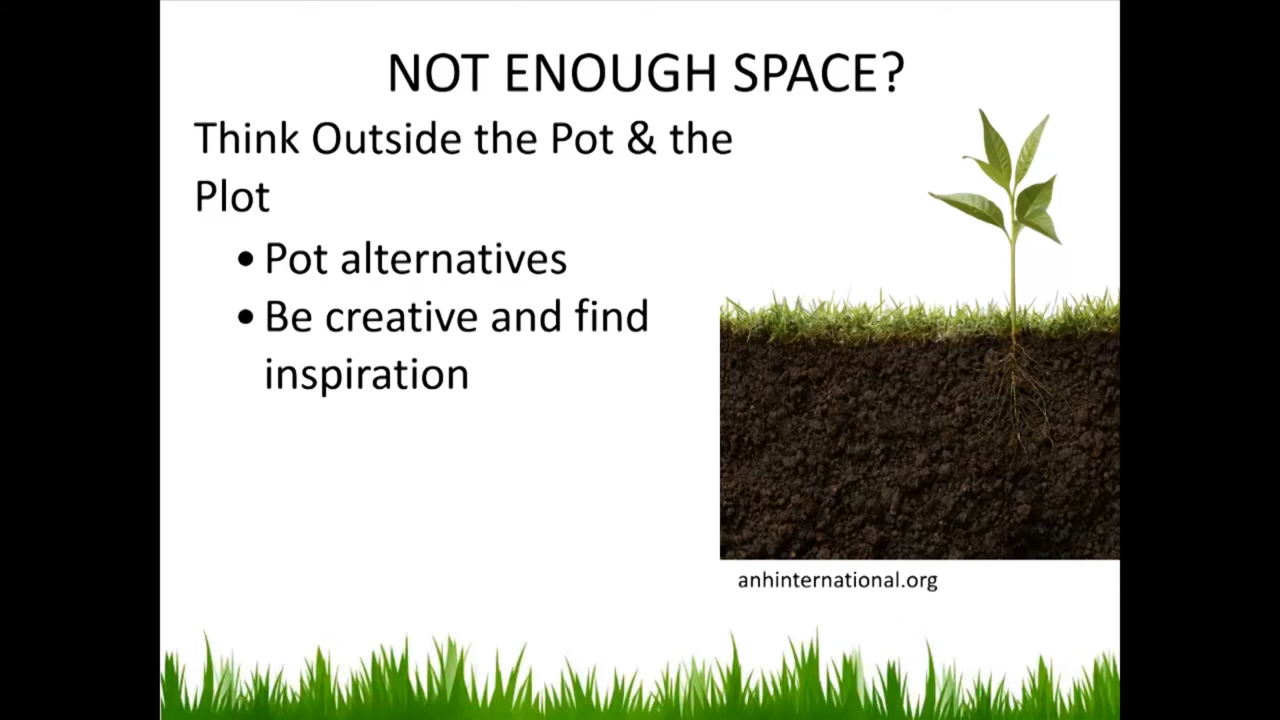 NOT ENOUGH SPACE?
Think Outside the Pot & the
Plot
• Pot alternatives
• Be creative and find
inspiration
anhinternational.org